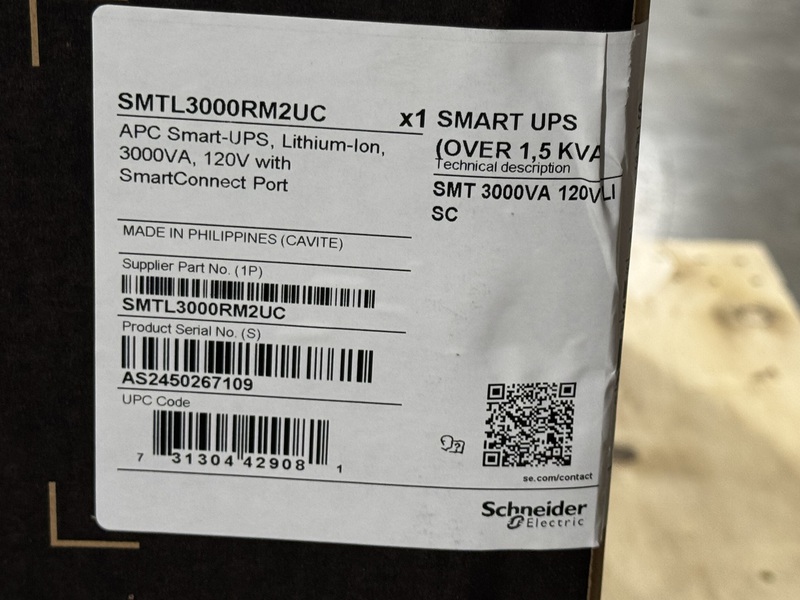 SMTL3000RM2UC
APC Smart-UPS, Lithium-Ion,
3000VA, 120V with
SmartConnect Port
MADE IN PHILIPPINES (CAVITE)
Supplier Part No. (1P)
SMTL3000RM2UC
Product Serial No. (S)
AS2450267109
UPC Code
7 31304 42908 1
x1 SMART UPS
(OVER 1,5 KVA
Technical description
SMT 3000VA 120VLI
SC
se.com/contact
Schneider
Electric